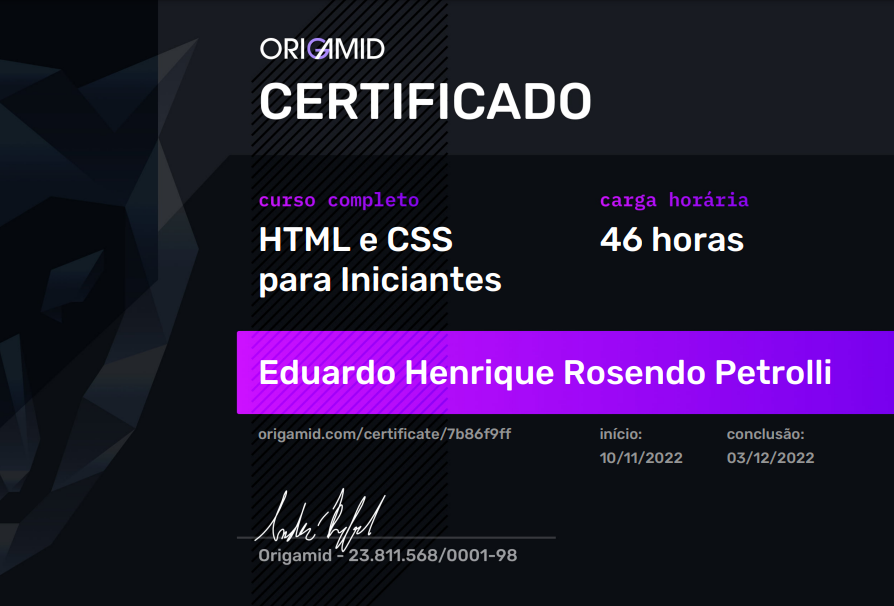 ORIGAMID
CERTIFICADO
curso completo
HTML e CSS
para Iniciantes
carga horária
46 horas
Eduardo Henrique Rosendo Petrolli
origamid.com/certificate/7b86f9ff
início:
10/11/2022
conclusão:
03/12/2022
Origamid - 23.811.568/0001-98